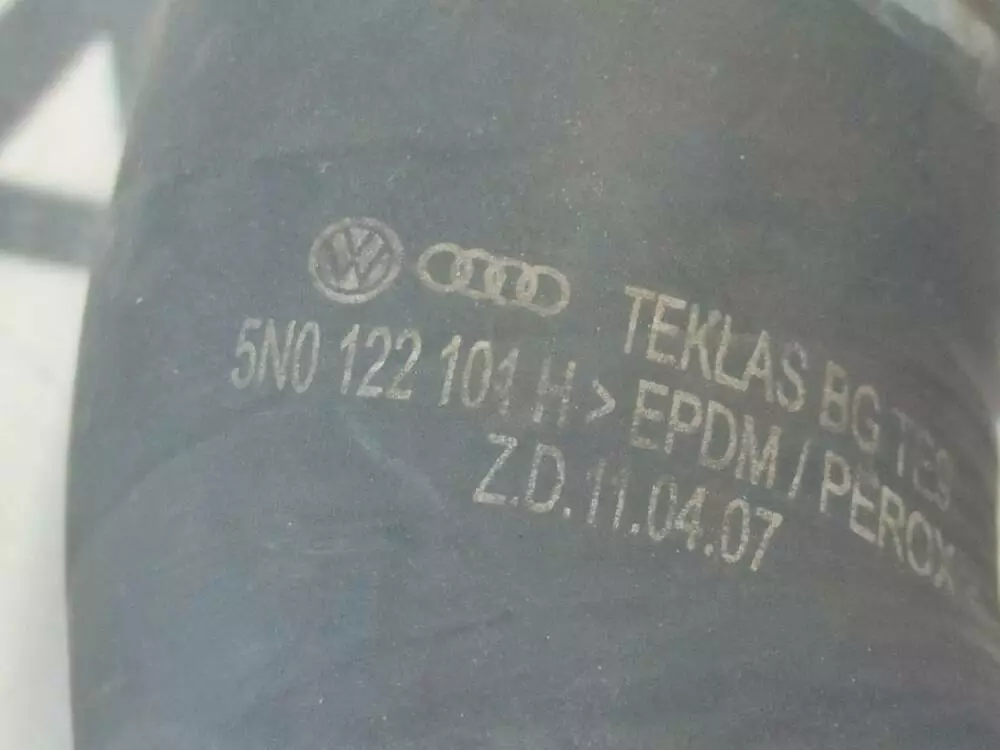 TEKLAS BG TES
5N0 122 101 H > EPDM / PEROX
Z.D.11.04.07